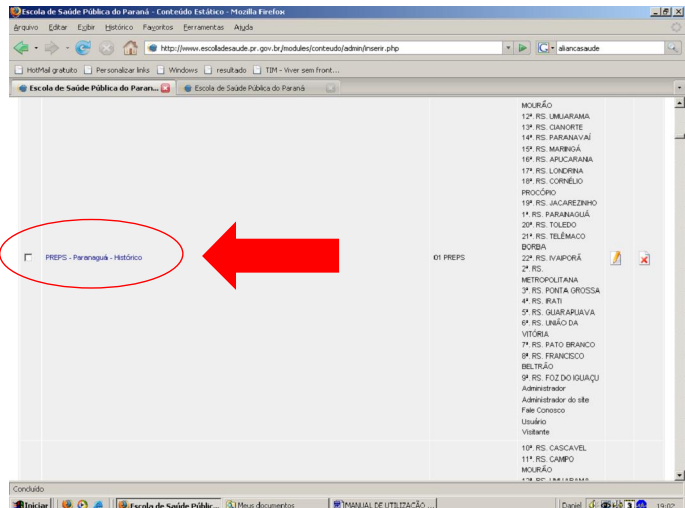 Escola de Saúde Pública do Paraná - Conteúdo Estático - Mozilla Firefox
Arquivo Editar Exibir Histórico Favoritos Ferramentas Ajuda
http://www.escoladesaude.pr.gov.br/modules/conteudo/admin/inserir.php
aliancasaude
HotMail gratuito Personalizar links Windows resultado TIM - Viver sem front...
Escola de Saúde Pública do Paran... Escola de Saúde Pública do Paraná
MOURÃO
12ª. RS. UMUARAMA
13ª. RS. CIANORTE
14ª. RS. PARANAVAÍ
15ª. RS. MARINGÁ
16ª. RS. APUCARANA
17ª. RS. LONDRINA
18ª. RS. CORNÉLIO
PROCÓPIO
19ª. RS. JACAREZINHO
1ª. RS. PARANAGUÁ
20ª. RS. TOLEDO
21ª. RS. TELÊMACO
BORBA
PREPS - Paranaguá - Histórico 01 PREPS 22ª. RS. IVAIPORÃ
2ª. RS.
METROPOLITANA
3ª. RS. PONTA GROSSA
4ª. RS. IRATI
5ª. RS. GUARAPUAVA
6ª. RS. UNIÃO DA
VITÓRIA
7ª. RS. PATO BRANCO
8ª. RS. FRANCISCO
BELTRÃO
9ª. RS. FOZ DO IGUAÇU
Administrador
Administrador do site
Fale Conosco
Usuário
Visitante
10ª. RS. CASCAVEL
11ª. RS. CAMPO
MOURÃO
12ª. RS. UMUARAMA
Concluído
Iniciar Escola de Saúde Públic... Meus documentos MANUAL DE UTILIZAÇÃO ... Daniel 19:02